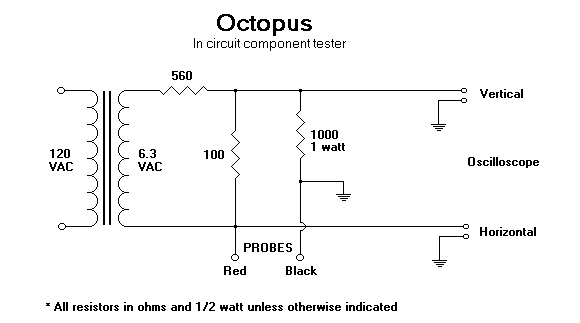 Octopus
In circuit component tester
560
Vertical
120
VAC
6.3
VAC
100
1000
1 watt
Oscilloscope
Horizontal
PROBES
Red
Black
* All resistors in ohms and 1/2 watt unless otherwise indicated